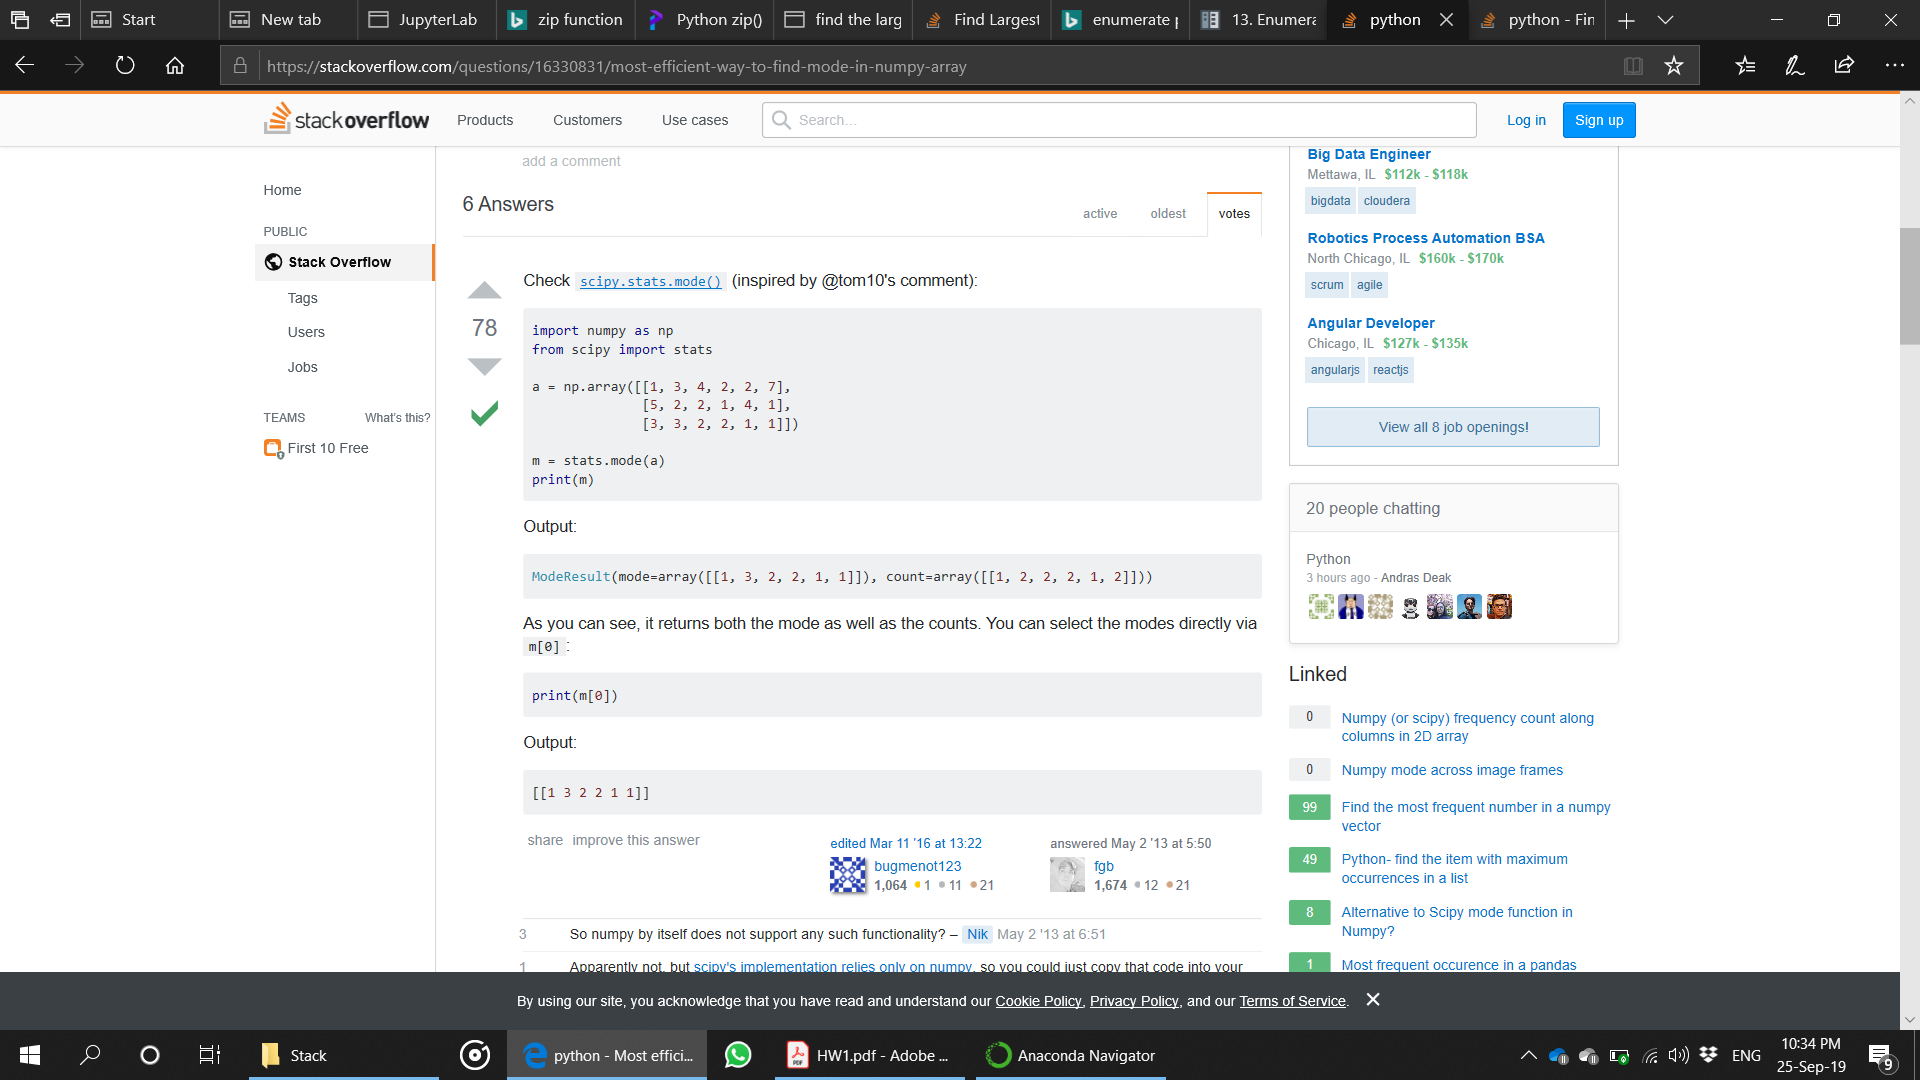 Start
New tab
JupyterLab
zip function
Python zip()
find the larg
Find Largest
enumerate p
13. Enumera
python
python - Fin
https://stackoverflow.com/questions/16330831/most-efficient-way-to-find-mode-in-numpy-array
stackoverflow
Products
Customers
Use cases
Search...
Log in
Sign up
Home
PUBLIC
Stack Overflow
Tags
Users
Jobs
TEAMS
What's this?
First 10 Free
add a comment
6 Answers
active
oldest
votes
78
Check scipy.stats.mode() (inspired by @tom10's comment):
import numpy as np
from scipy import stats
a = np.array([[1, 3, 4, 2, 2, 7],
[5, 2, 2, 1, 4, 1],
[3, 3, 2, 2, 1, 1]])
m = stats.mode(a)
print(m)
Output:
ModeResult(mode=array([[1, 3, 2, 2, 1, 1]]), count=array([[1, 2, 2, 2, 1, 2]]))
As you can see, it returns both the mode as well as the counts. You can select the modes directly via
m[0] :
print(m[0])
Output:
[[1 3 2 2 1 1]]
share improve this answer
edited Mar 11 '16 at 13:22
bugmenot123
1,064 1 11 21
answered May 2 '13 at 5:50
fgb
1,674 12 21
3 So numpy by itself does not support any such functionality? – Nik May 2 '13 at 6:51
1 Apparently not, but scipy's implementation relies only on numpy, so you could just copy that code into your
Big Data Engineer
Mettawa, IL $112k - $118k
bigdata cloudera
Robotics Process Automation BSA
North Chicago, IL $160k - $170k
scrum agile
Angular Developer
Chicago, IL $127k - $135k
angularjs reactjs
View all 8 job openings!
20 people chatting
Python
3 hours ago - Andras Deak
Linked
0 Numpy (or scipy) frequency count along
columns in 2D array
0 Numpy mode across image frames
99 Find the most frequent number in a numpy
vector
49 Python- find the item with maximum
occurrences in a list
8 Alternative to Scipy mode function in
Numpy?
1 Most frequent occurence in a pandas
By using our site, you acknowledge that you have read and understand our Cookie Policy, Privacy Policy, and our Terms of Service.
Stack
python - Most effici...
HW1.pdf - Adobe ...
Anaconda Navigator
ENG
10:34 PM
25-Sep-19
9